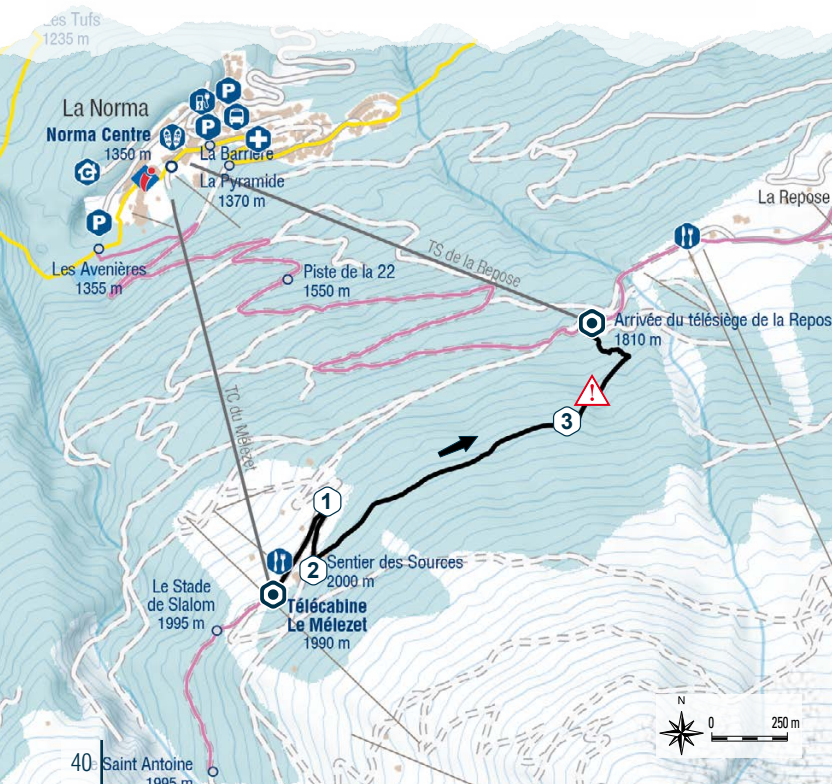 Les Tufs
1235 m
La Norma
Norma Centre
1350 m
P
P
P
G
La Barrière
La Pyramide
1370 m
Les Avenières
1355 m
Piste de la 22
1550 m
TS de la Repose
La Repose
Arrivée du télésiège de la Repos
1810 m
!
3
TC du Mélezet
1
2
Sentier des Sources
2000 m
Le Stade
de Slalom
1995 m
Télécabine
Le Mélezet
1990 m
N
0 250 m
40
Saint Antoine
1995 m